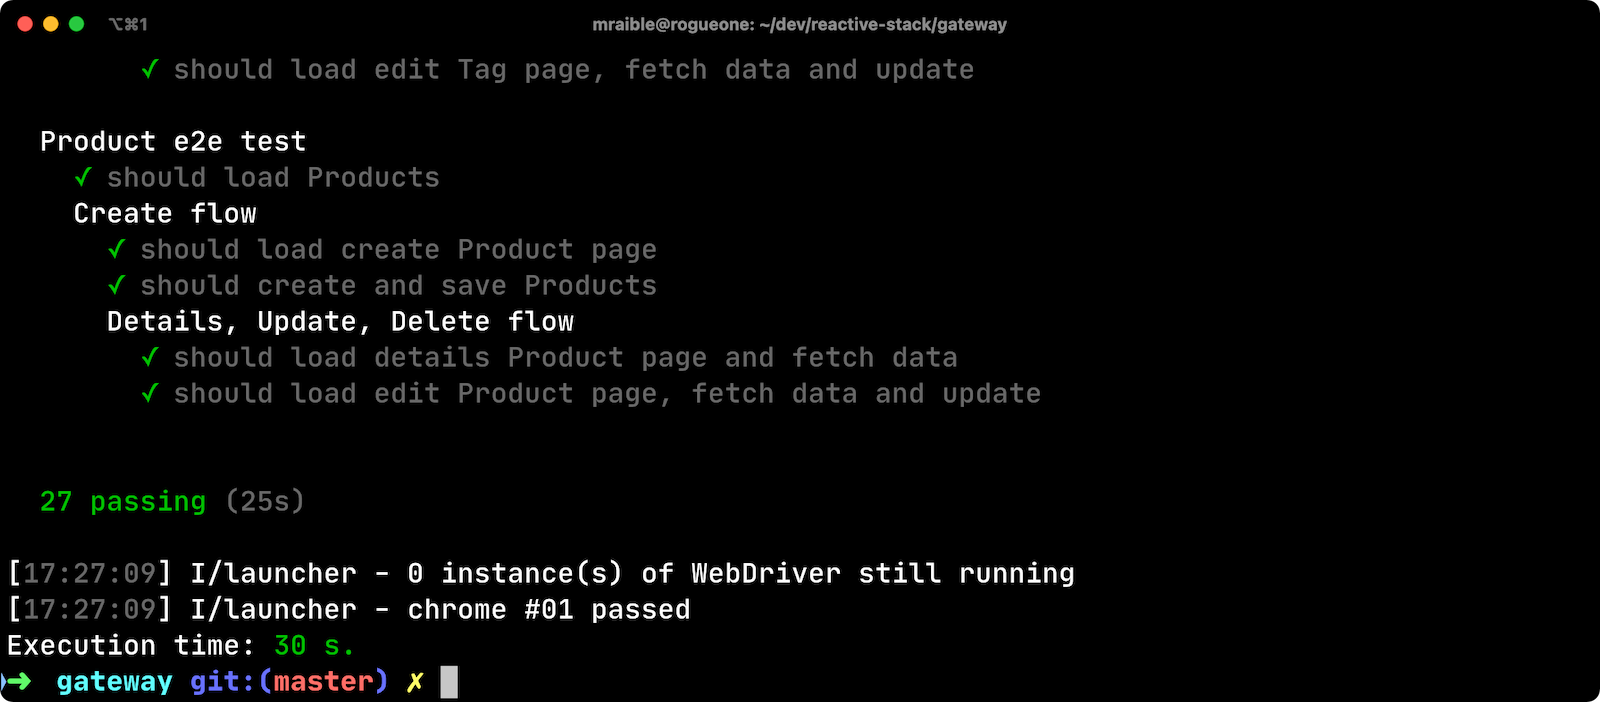 ⌥⌘1 mraible@rogueone: ~/dev/reactive-stack/gateway
✓ should load edit Tag page, fetch data and update
Product e2e test
✓ should load Products
Create flow
✓ should load create Product page
✓ should create and save Products
Details, Update, Delete flow
✓ should load details Product page and fetch data
✓ should load edit Product page, fetch data and update
27 passing (25s)
[17:27:09] I/launcher - 0 instance(s) of WebDriver still running
[17:27:09] I/launcher - chrome #01 passed
Execution time: 30 s.
➜ gateway git:(master) ✗